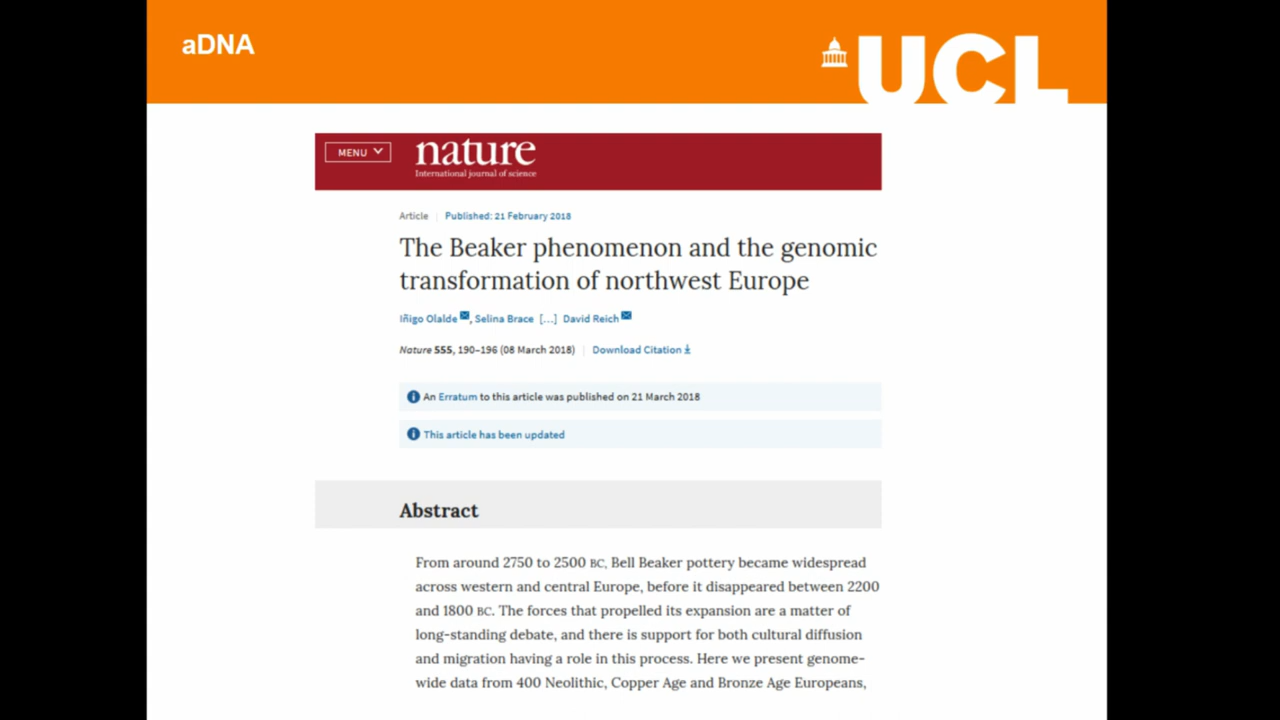 aDNA
UCL
MENU
nature
International journal of science
Article Published: 21 February 2018
The Beaker phenomenon and the genomic
transformation of northwest Europe
Iñigo Olalde, Selina Brace […] David Reich
Nature 555, 190–196 (08 March 2018) Download Citation
An Erratum to this article was published on 21 March 2018
This article has been updated
Abstract
From around 2750 to 2500 BC, Bell Beaker pottery became widespread
across western and central Europe, before it disappeared between 2200
and 1800 BC. The forces that propelled its expansion are a matter of
long-standing debate, and there is support for both cultural diffusion
and migration having a role in this process. Here we present genome-
wide data from 400 Neolithic, Copper Age and Bronze Age Europeans,